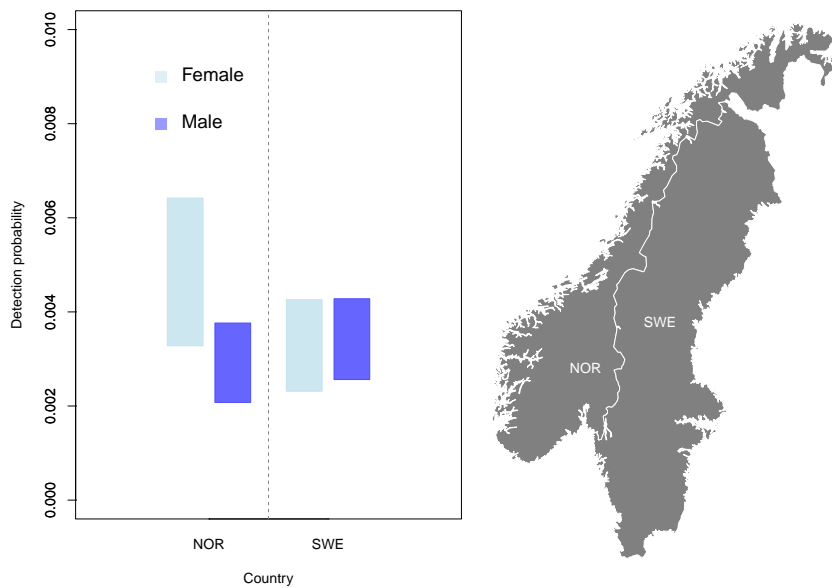 Detection probability
0.010
0.008
0.006
0.004
0.002
0.000
Female
Male
NOR
SWE
Country
SWE
NOR